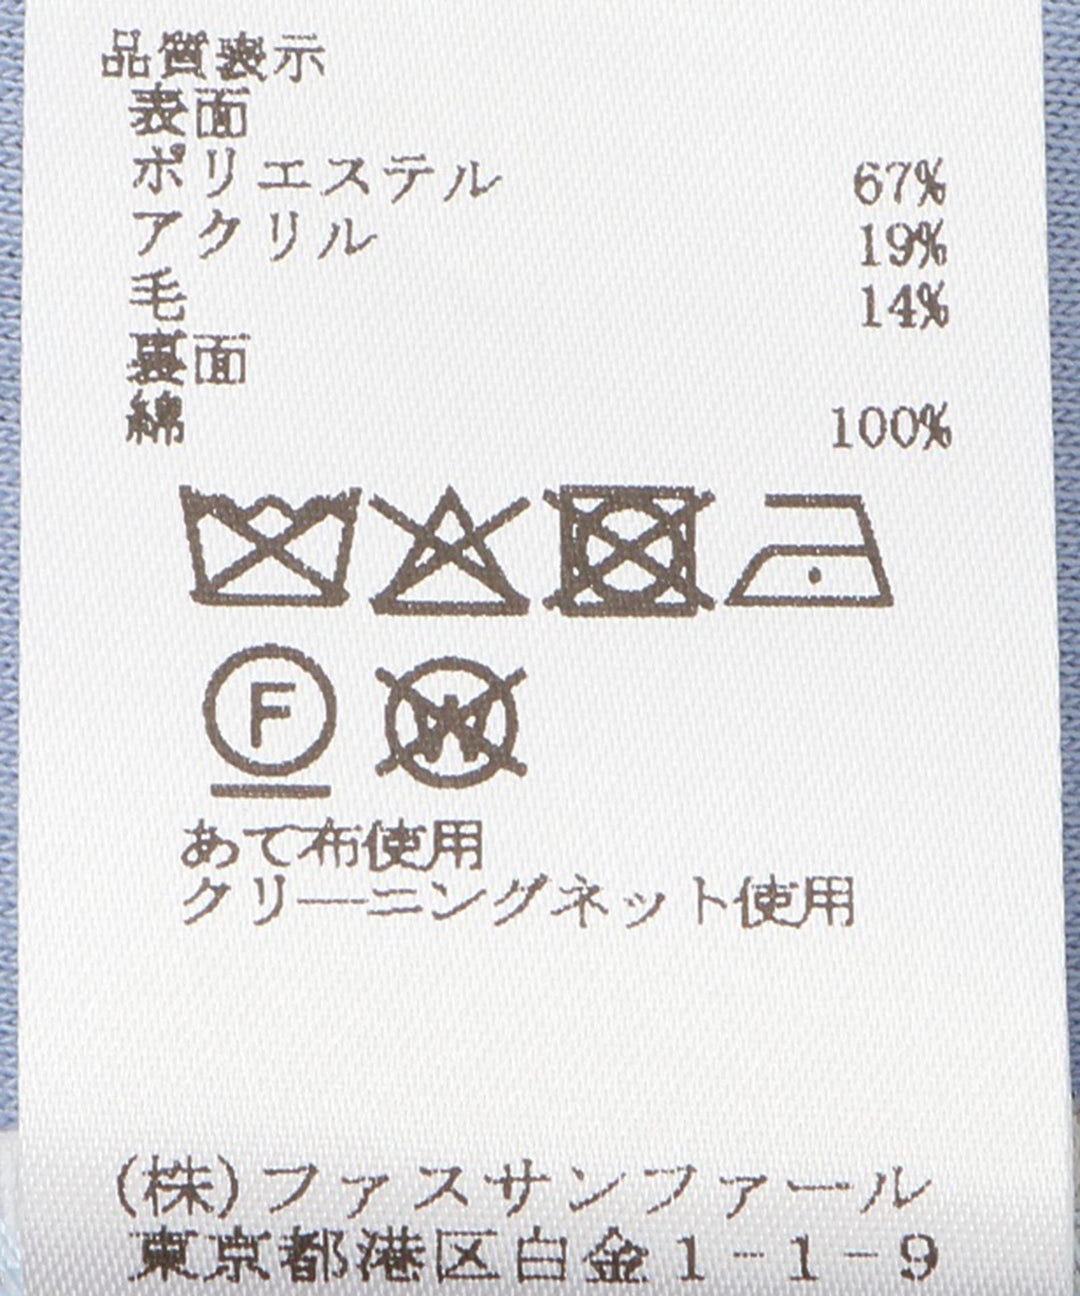 品質表示
表面
ポリエステル 67%
アクリル 19%
毛 14%
裏面
綿 100%
F W
あて布使用
クリーニングネット使用
(株)ファスサンファール
東京都港区白金1-1-9